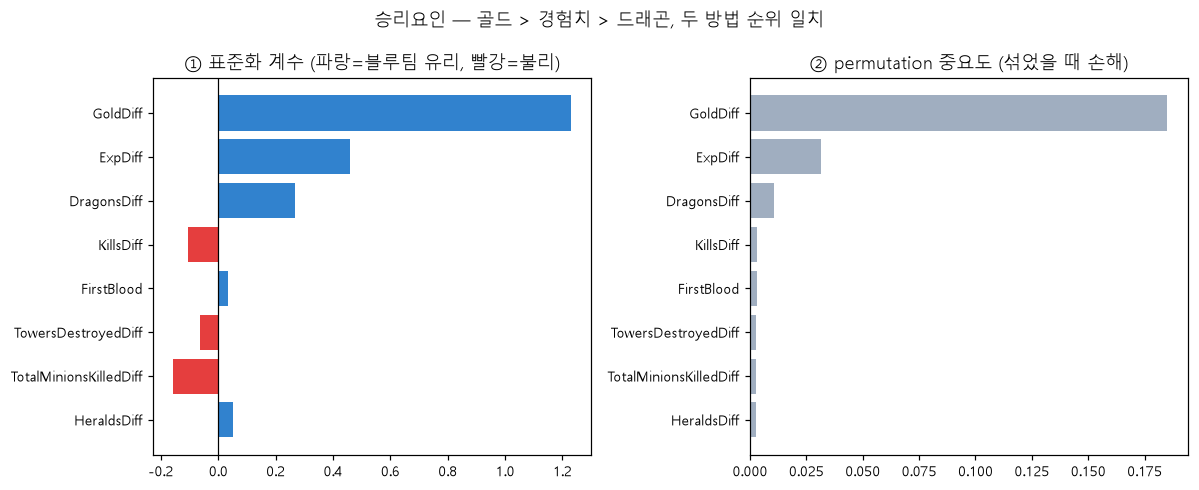 승리요인 — 골드 > 경험치 > 드래곤, 두 방법 순위 일치
① 표준화 계수 (파랑=블루팀 유리, 빨강=불리)
GoldDiff
ExpDiff
DragonsDiff
KillsDiff
FirstBlood
TowersDestroyedDiff
TotalMinionsKilledDiff
HeraldsDiff
-0.2 0.0 0.2 0.4 0.6 0.8 1.0 1.2
② permutation 중요도 (섞었을 때 손해)
GoldDiff
ExpDiff
DragonsDiff
KillsDiff
FirstBlood
TowersDestroyedDiff
TotalMinionsKilledDiff
HeraldsDiff
0.000 0.025 0.050 0.075 0.100 0.125 0.150 0.175